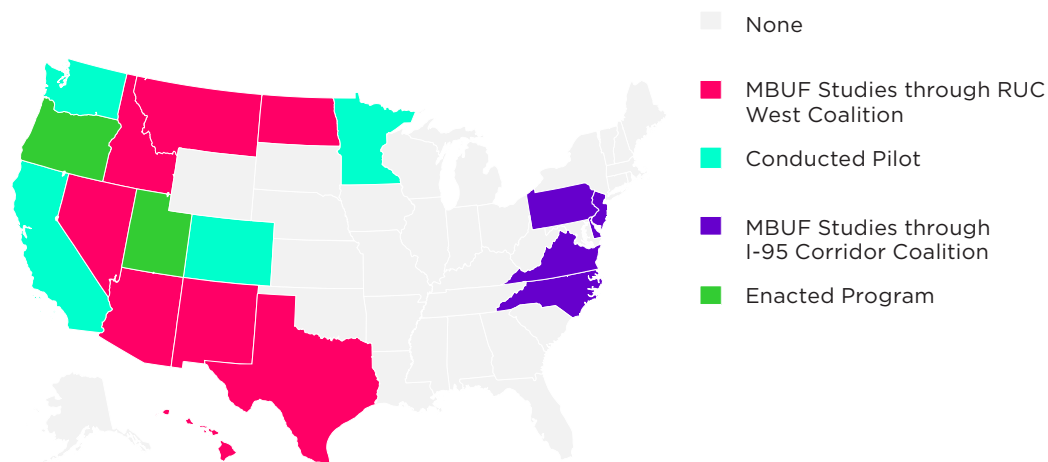 None
MBUF Studies through RUC
West Coalition
Conducted Pilot
MBUF Studies through
I-95 Corridor Coalition
Enacted Program